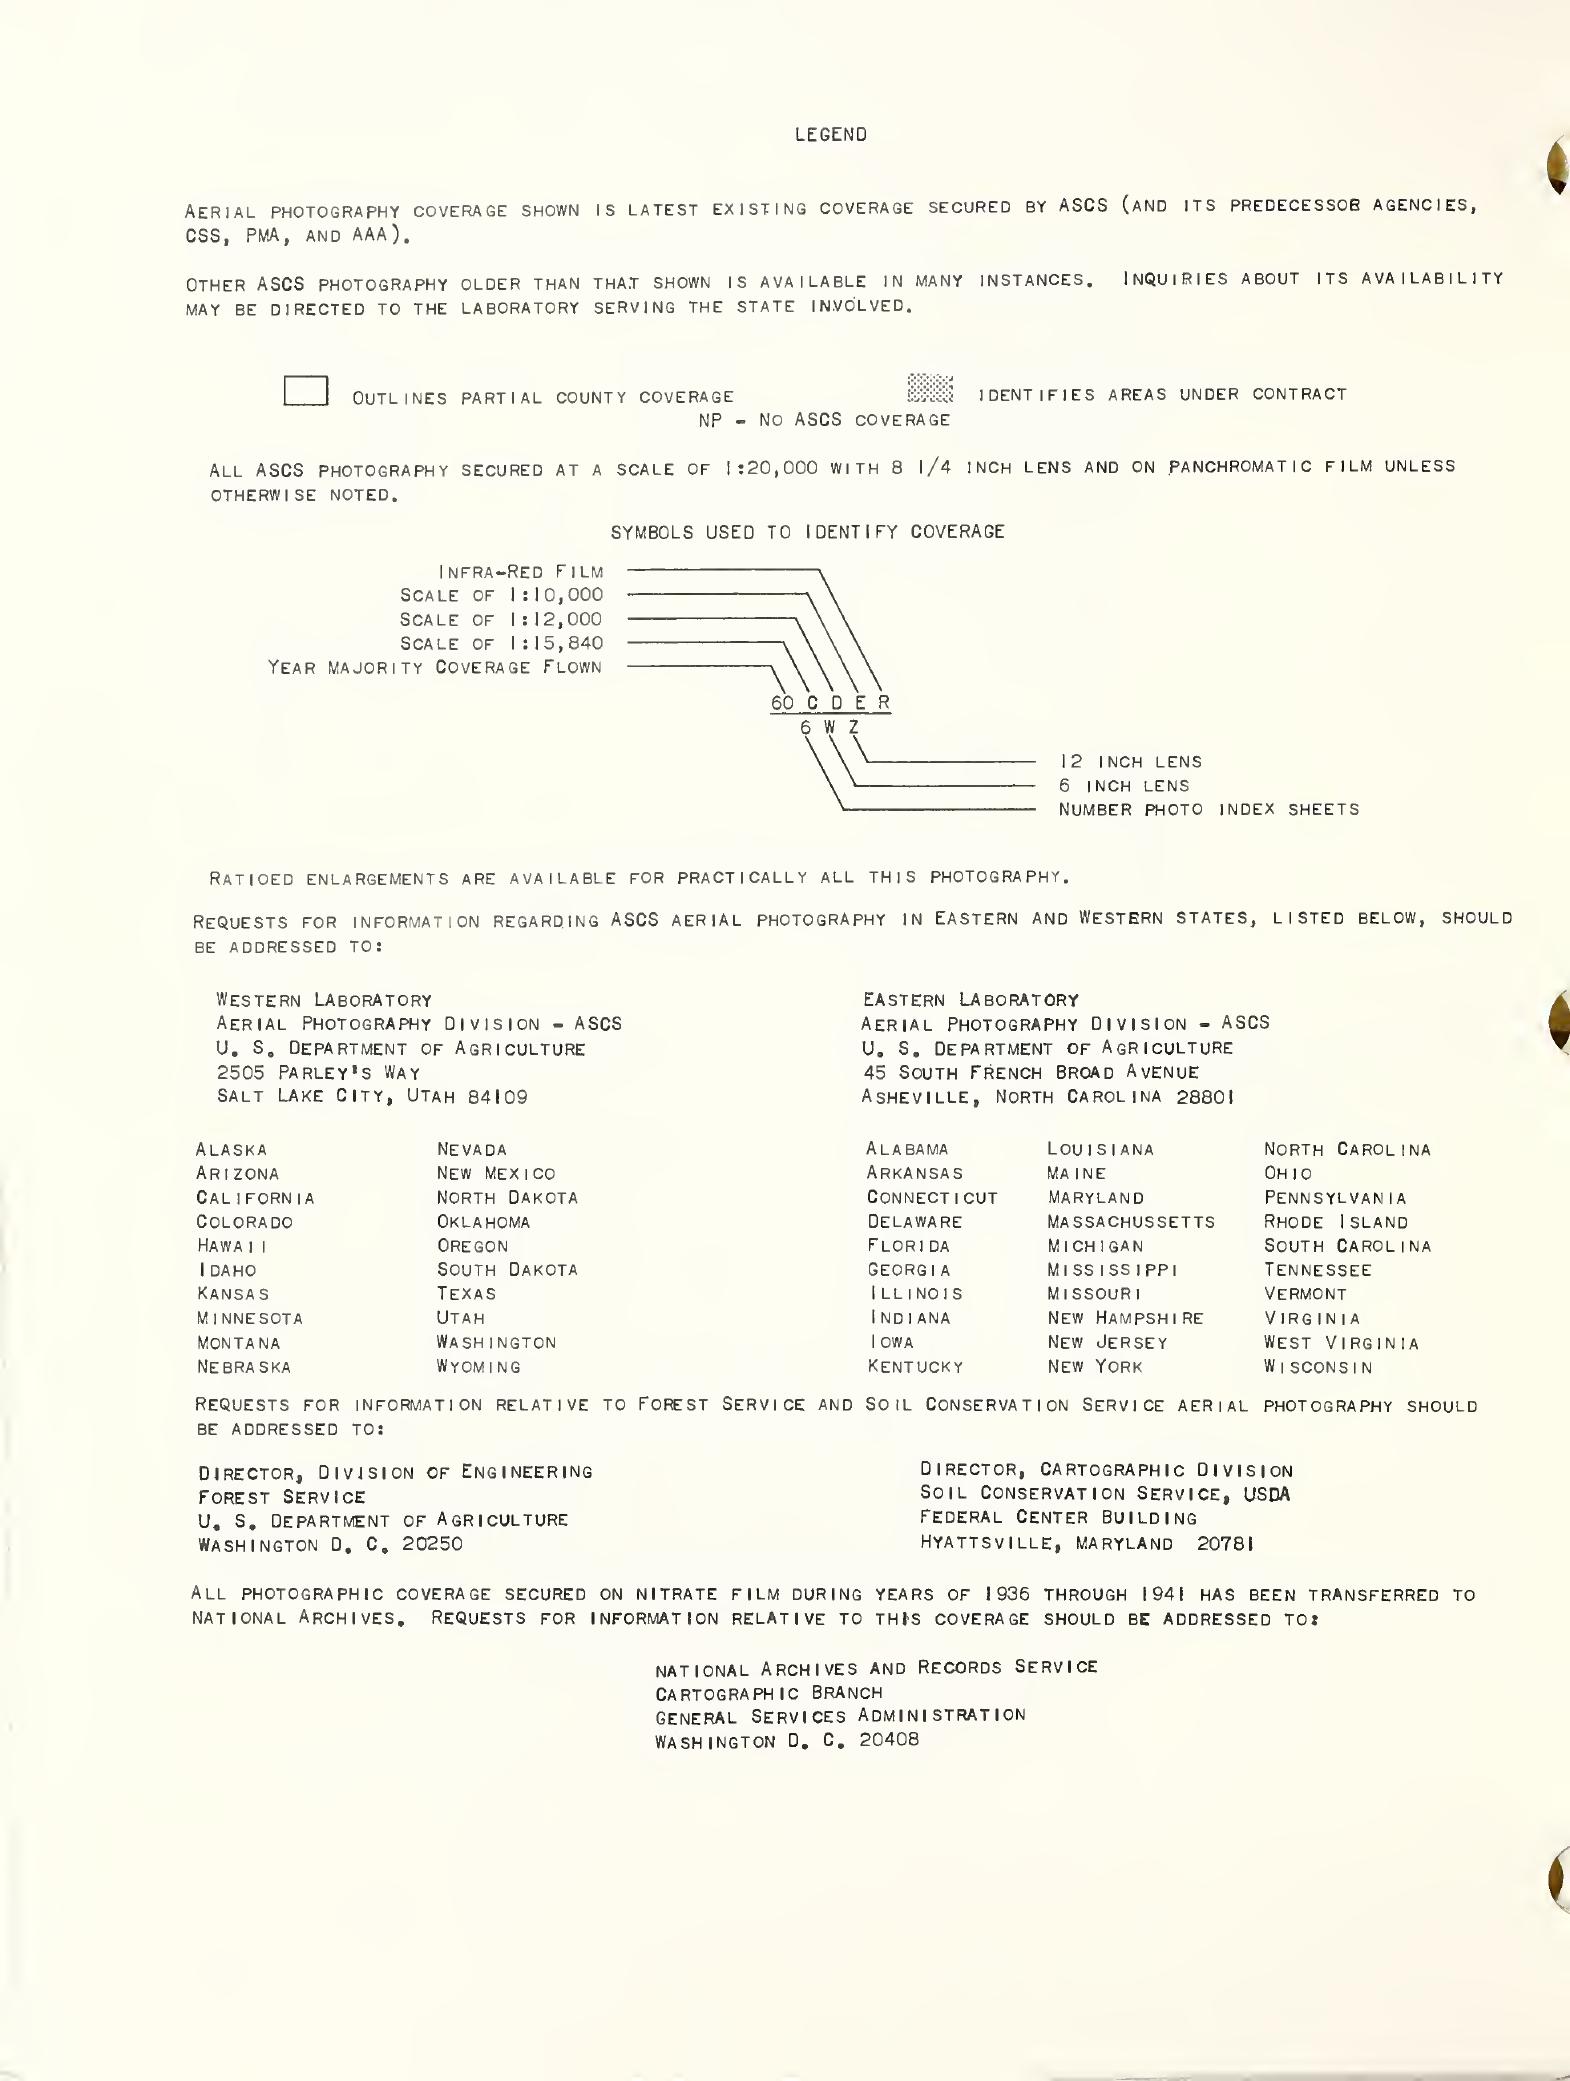 LEGEND
AERIAL PHOTOGRAPHY COVERAGE SHOWN IS LATEST EXISTING COVERAGE SECURED BY ASCS (AND ITS PREDECESSOR AGENCIES,
CSS, PMA, AND AAA).
OTHER ASCS PHOTOGRAPHY OLDER THAN THAT SHOWN IS AVAILABLE IN MANY INSTANCES. INQUIRIES ABOUT ITS AVAILABILITY
MAY BE DIRECTED TO THE LABORATORY SERVING THE STATE INVOLVED.
OUTLINES PARTIAL COUNTY COVERAGE
IDENTIFIES AREAS UNDER CONTRACT
NP - NO ASCS COVERAGE
ALL ASCS PHOTOGRAPHY SECURED AT A SCALE OF 1:20,000 WITH 8 1/4 INCH LENS AND ON PANCHROMATIC FILM UNLESS
OTHERWISE NOTED.
SYMBOLS USED TO IDENTIFY COVERAGE
INFRA-RED FILM
SCALE OF 1:10,000
SCALE OF 1:12,000
SCALE OF 1:15,840
YEAR MAJORITY COVERAGE FLOWN
60 C D E R
6 W Z
12 INCH LENS
6 INCH LENS
NUMBER PHOTO INDEX SHEETS
RATIOED ENLARGEMENTS ARE AVAILABLE FOR PRACTICALLY ALL THIS PHOTOGRAPHY.
REQUESTS FOR INFORMATION REGARDING ASCS AERIAL PHOTOGRAPHY IN EASTERN AND WESTERN STATES, LISTED BELOW, SHOULD
BE ADDRESSED TO:
WESTERN LABORATORY
AERIAL PHOTOGRAPHY DIVISION - ASCS
U. S. DEPARTMENT OF AGRICULTURE
2505 PARLEY'S WAY
SALT LAKE CITY, UTAH 84109
EASTERN LABORATORY
AERIAL PHOTOGRAPHY DIVISION - ASCS
U. S. DEPARTMENT OF AGRICULTURE
45 SOUTH FRENCH BROAD AVENUE
ASHEVILLE, NORTH CAROLINA 28801
ALASKA
ARIZONA
CALIFORNIA
COLORADO
HAWAII
IDAHO
KANSAS
MINNESOTA
MONTANA
NEBRASKA
NEVADA
NEW MEXICO
NORTH DAKOTA
OKLAHOMA
OREGON
SOUTH DAKOTA
TEXAS
UTAH
WASHINGTON
WYOMING
ALABAMA
ARKANSAS
CONNECTICUT
DELAWARE
FLORIDA
GEORGIA
ILLINOIS
INDIANA
IOWA
KENTUCKY
LOUISIANA
MAINE
MARYLAND
MASSACHUSSETTS
MICHIGAN
MISSISSIPPI
MISSOURI
NEW HAMPSHIRE
NEW JERSEY
NEW YORK
NORTH CAROLINA
OHIO
PENNSYLVANIA
RHODE ISLAND
SOUTH CAROLINA
TENNESSEE
VERMONT
VIRGINIA
WEST VIRGINIA
WISCONSIN
REQUESTS FOR INFORMATION RELATIVE TO FOREST SERVICE AND SOIL CONSERVATION SERVICE AERIAL PHOTOGRAPHY SHOULD
BE ADDRESSED TO:
DIRECTOR, DIVISION OF ENGINEERING
FOREST SERVICE
U. S. DEPARTMENT OF AGRICULTURE
WASHINGTON D. C. 20250
DIRECTOR, CARTOGRAPHIC DIVISION
SOIL CONSERVATION SERVICE, USDA
FEDERAL CENTER BUILDING
HYATTSVILLE, MARYLAND 20781
ALL PHOTOGRAPHIC COVERAGE SECURED ON NITRATE FILM DURING YEARS OF 1936 THROUGH 1941 HAS BEEN TRANSFERRED TO
NATIONAL ARCHIVES. REQUESTS FOR INFORMATION RELATIVE TO THIS COVERAGE SHOULD BE ADDRESSED TO:
NATIONAL ARCHIVES AND RECORDS SERVICE
CARTOGRAPHIC BRANCH
GENERAL SERVICES ADMINISTRATION
WASHINGTON D. C. 20408